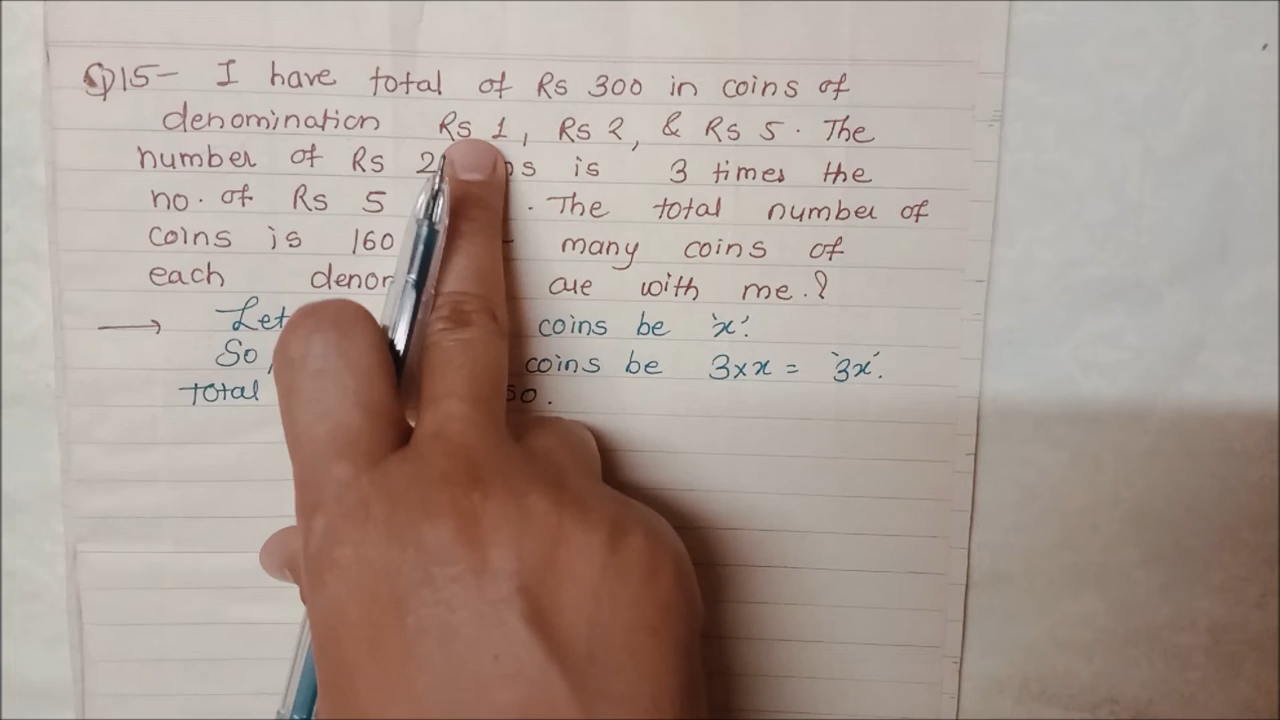 Q15- I have total of Rs 300 in coins of
denomination Rs 1, Rs 2, & Rs 5. The
number of Rs 2 is 3 times the
no. of Rs 5 . The total number of
coins is 160 many coins of
each are with me.?
→ Let coins be 'x'.
So, coins be 3xx = '3x'.
Total